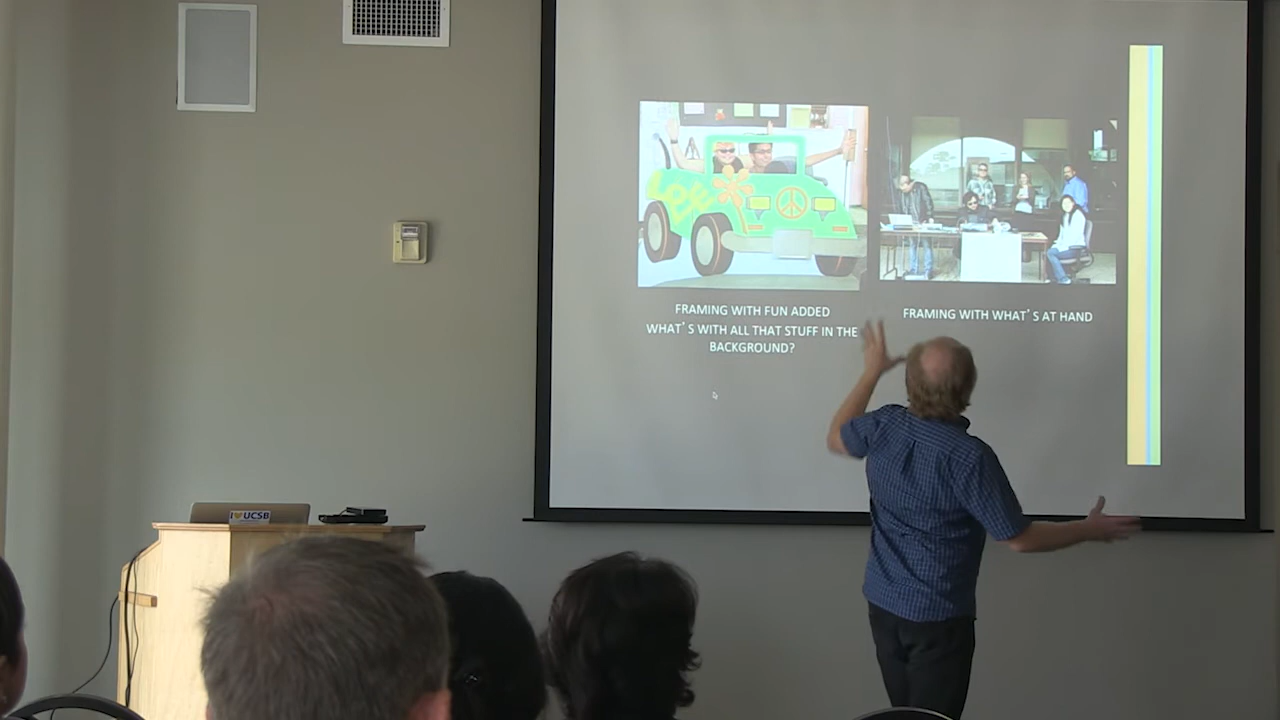 FRAMING WITH FUN ADDED
WHAT'S WITH ALL THAT STUFF IN THE
BACKGROUND?
FRAMING WITH WHAT'S AT HAND
I UCSB